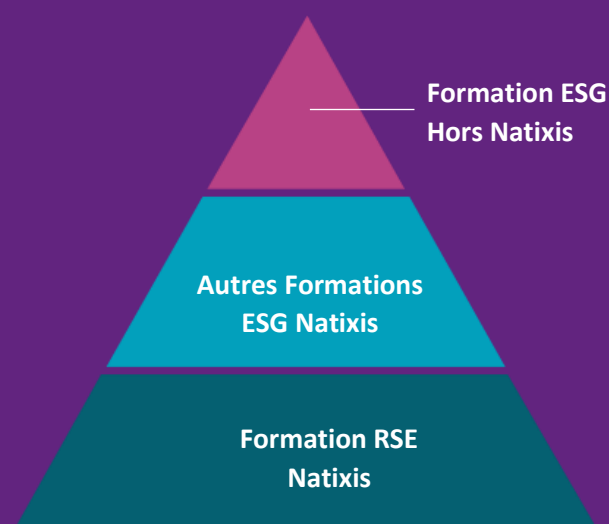 Formation ESG
Hors Natixis
Autres Formations
ESG Natixis
Formation RSE
Natixis